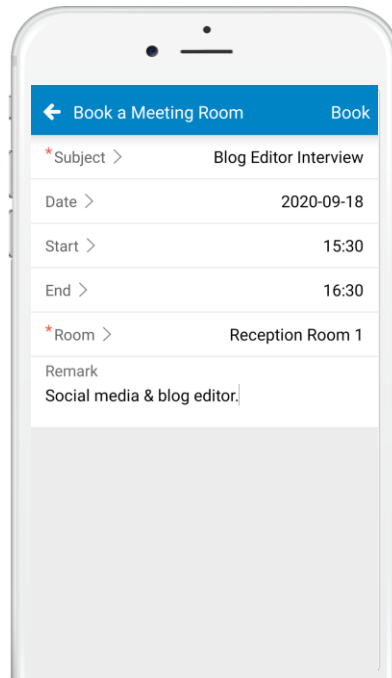 Book a Meeting Room Book
*Subject > Blog Editor Interview
Date > 2020-09-18
Start > 15:30
End > 16:30
*Room > Reception Room 1
Remark
Social media & blog editor.